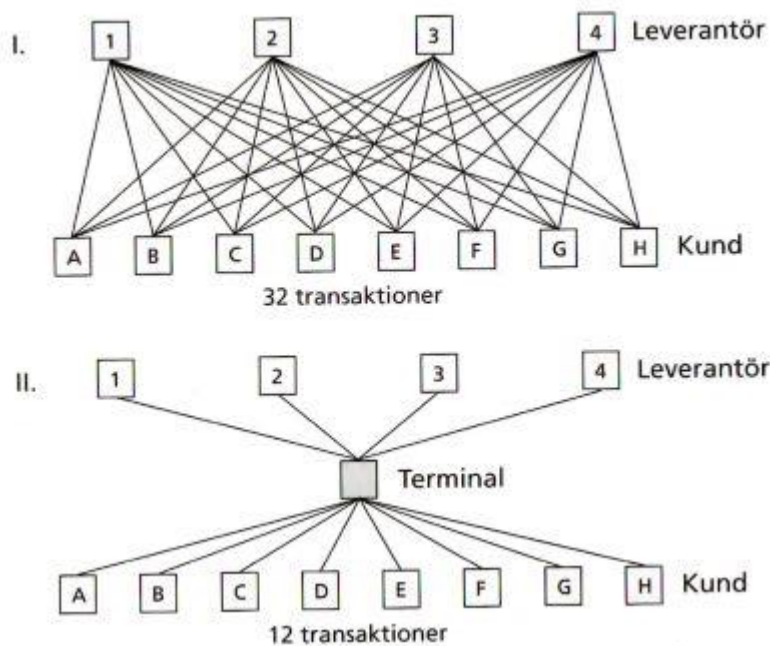 I. 1 2 3 4 Leverantör
A B C D E F G H Kund
32 transaktioner
II. 1 2 3 4 Leverantör
Terminal
A B C D E F G H Kund
12 transaktioner